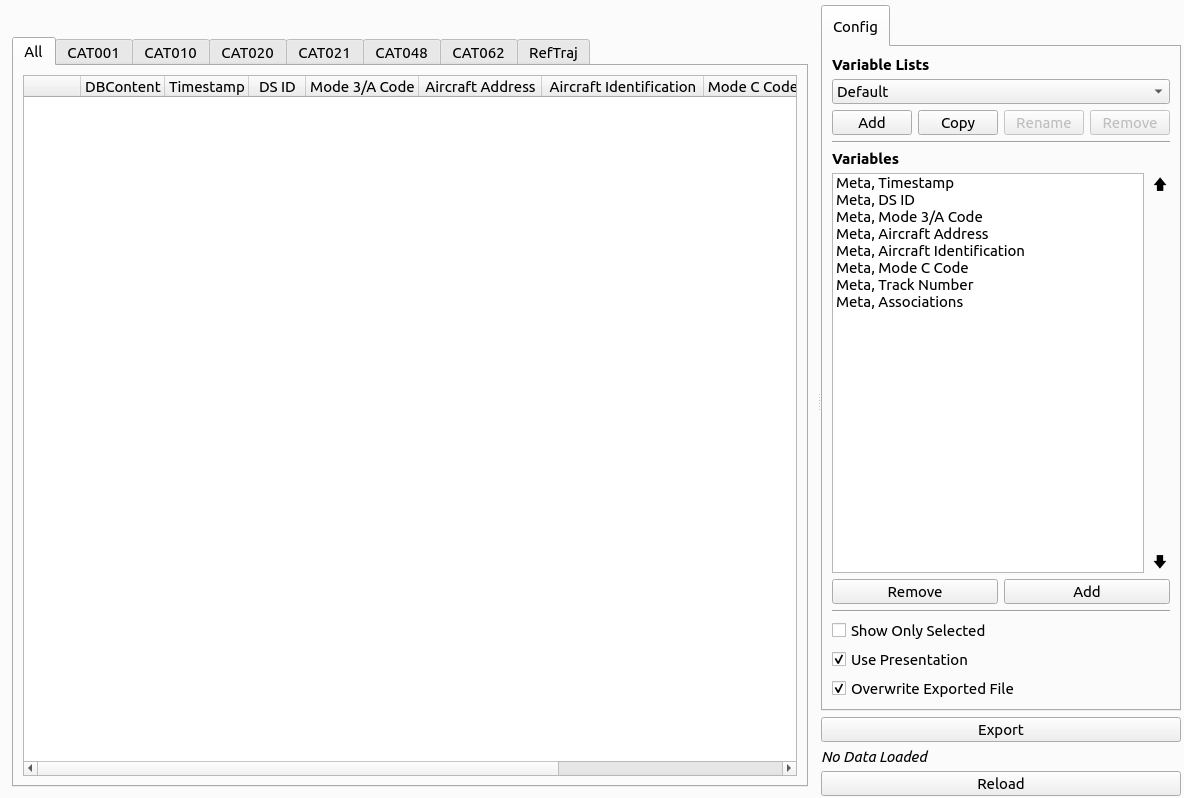 All CAT001 CAT010 CAT020 CAT021 CAT048 CAT062 RefTraj
DBContent Timestamp DS ID Mode 3/A Code Aircraft Address Aircraft Identification Mode C Code
Config
Variable Lists
Default
Add Copy Rename Remove
Variables
Meta, Timestamp
Meta, DS ID
Meta, Mode 3/A Code
Meta, Aircraft Address
Meta, Aircraft Identification
Meta, Mode C Code
Meta, Track Number
Meta, Associations
Remove Add
Show Only Selected
Use Presentation
Overwrite Exported File
Export
No Data Loaded
Reload